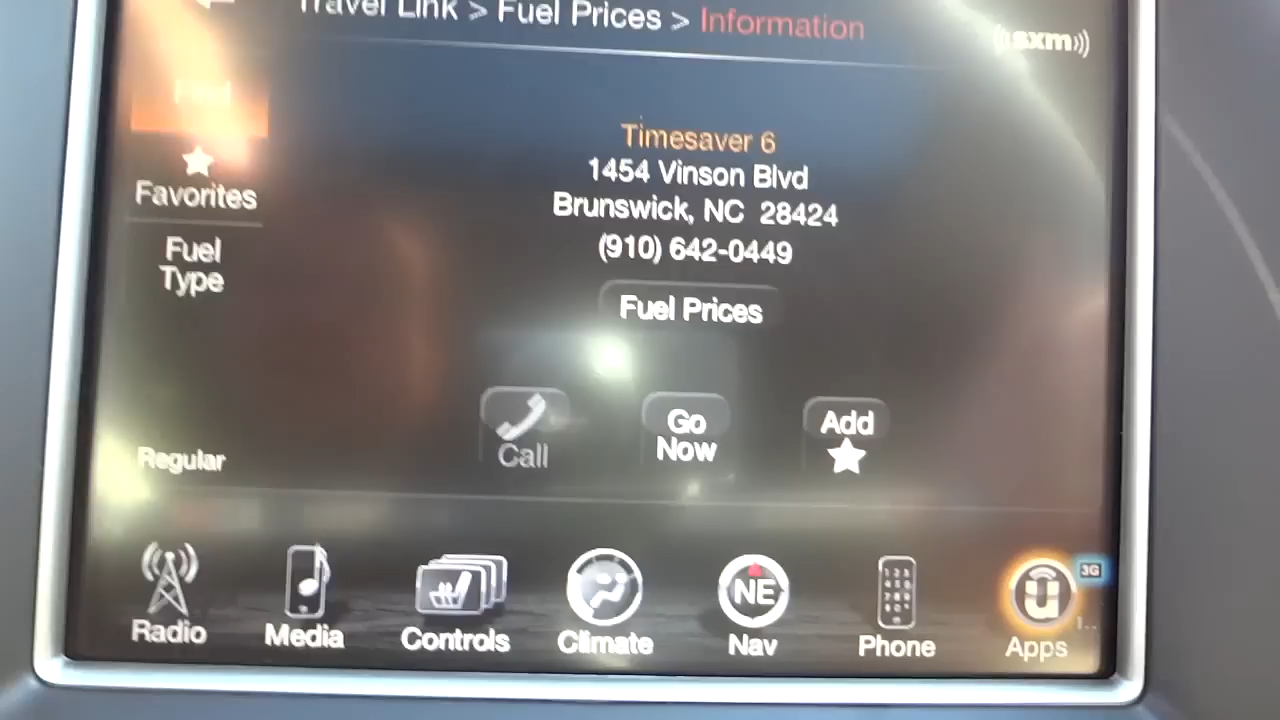 Travel Link > Fuel Prices > Information
sxm
Favorites
Fuel
Type
Regular
Timesaver 6
1454 Vinson Blvd
Brunswick, NC 28424
(910) 642-0449
Fuel Prices
Call
Go
Now
Add
Radio
Media
Controls
Climate
NE
Nav
Phone
3G
Apps